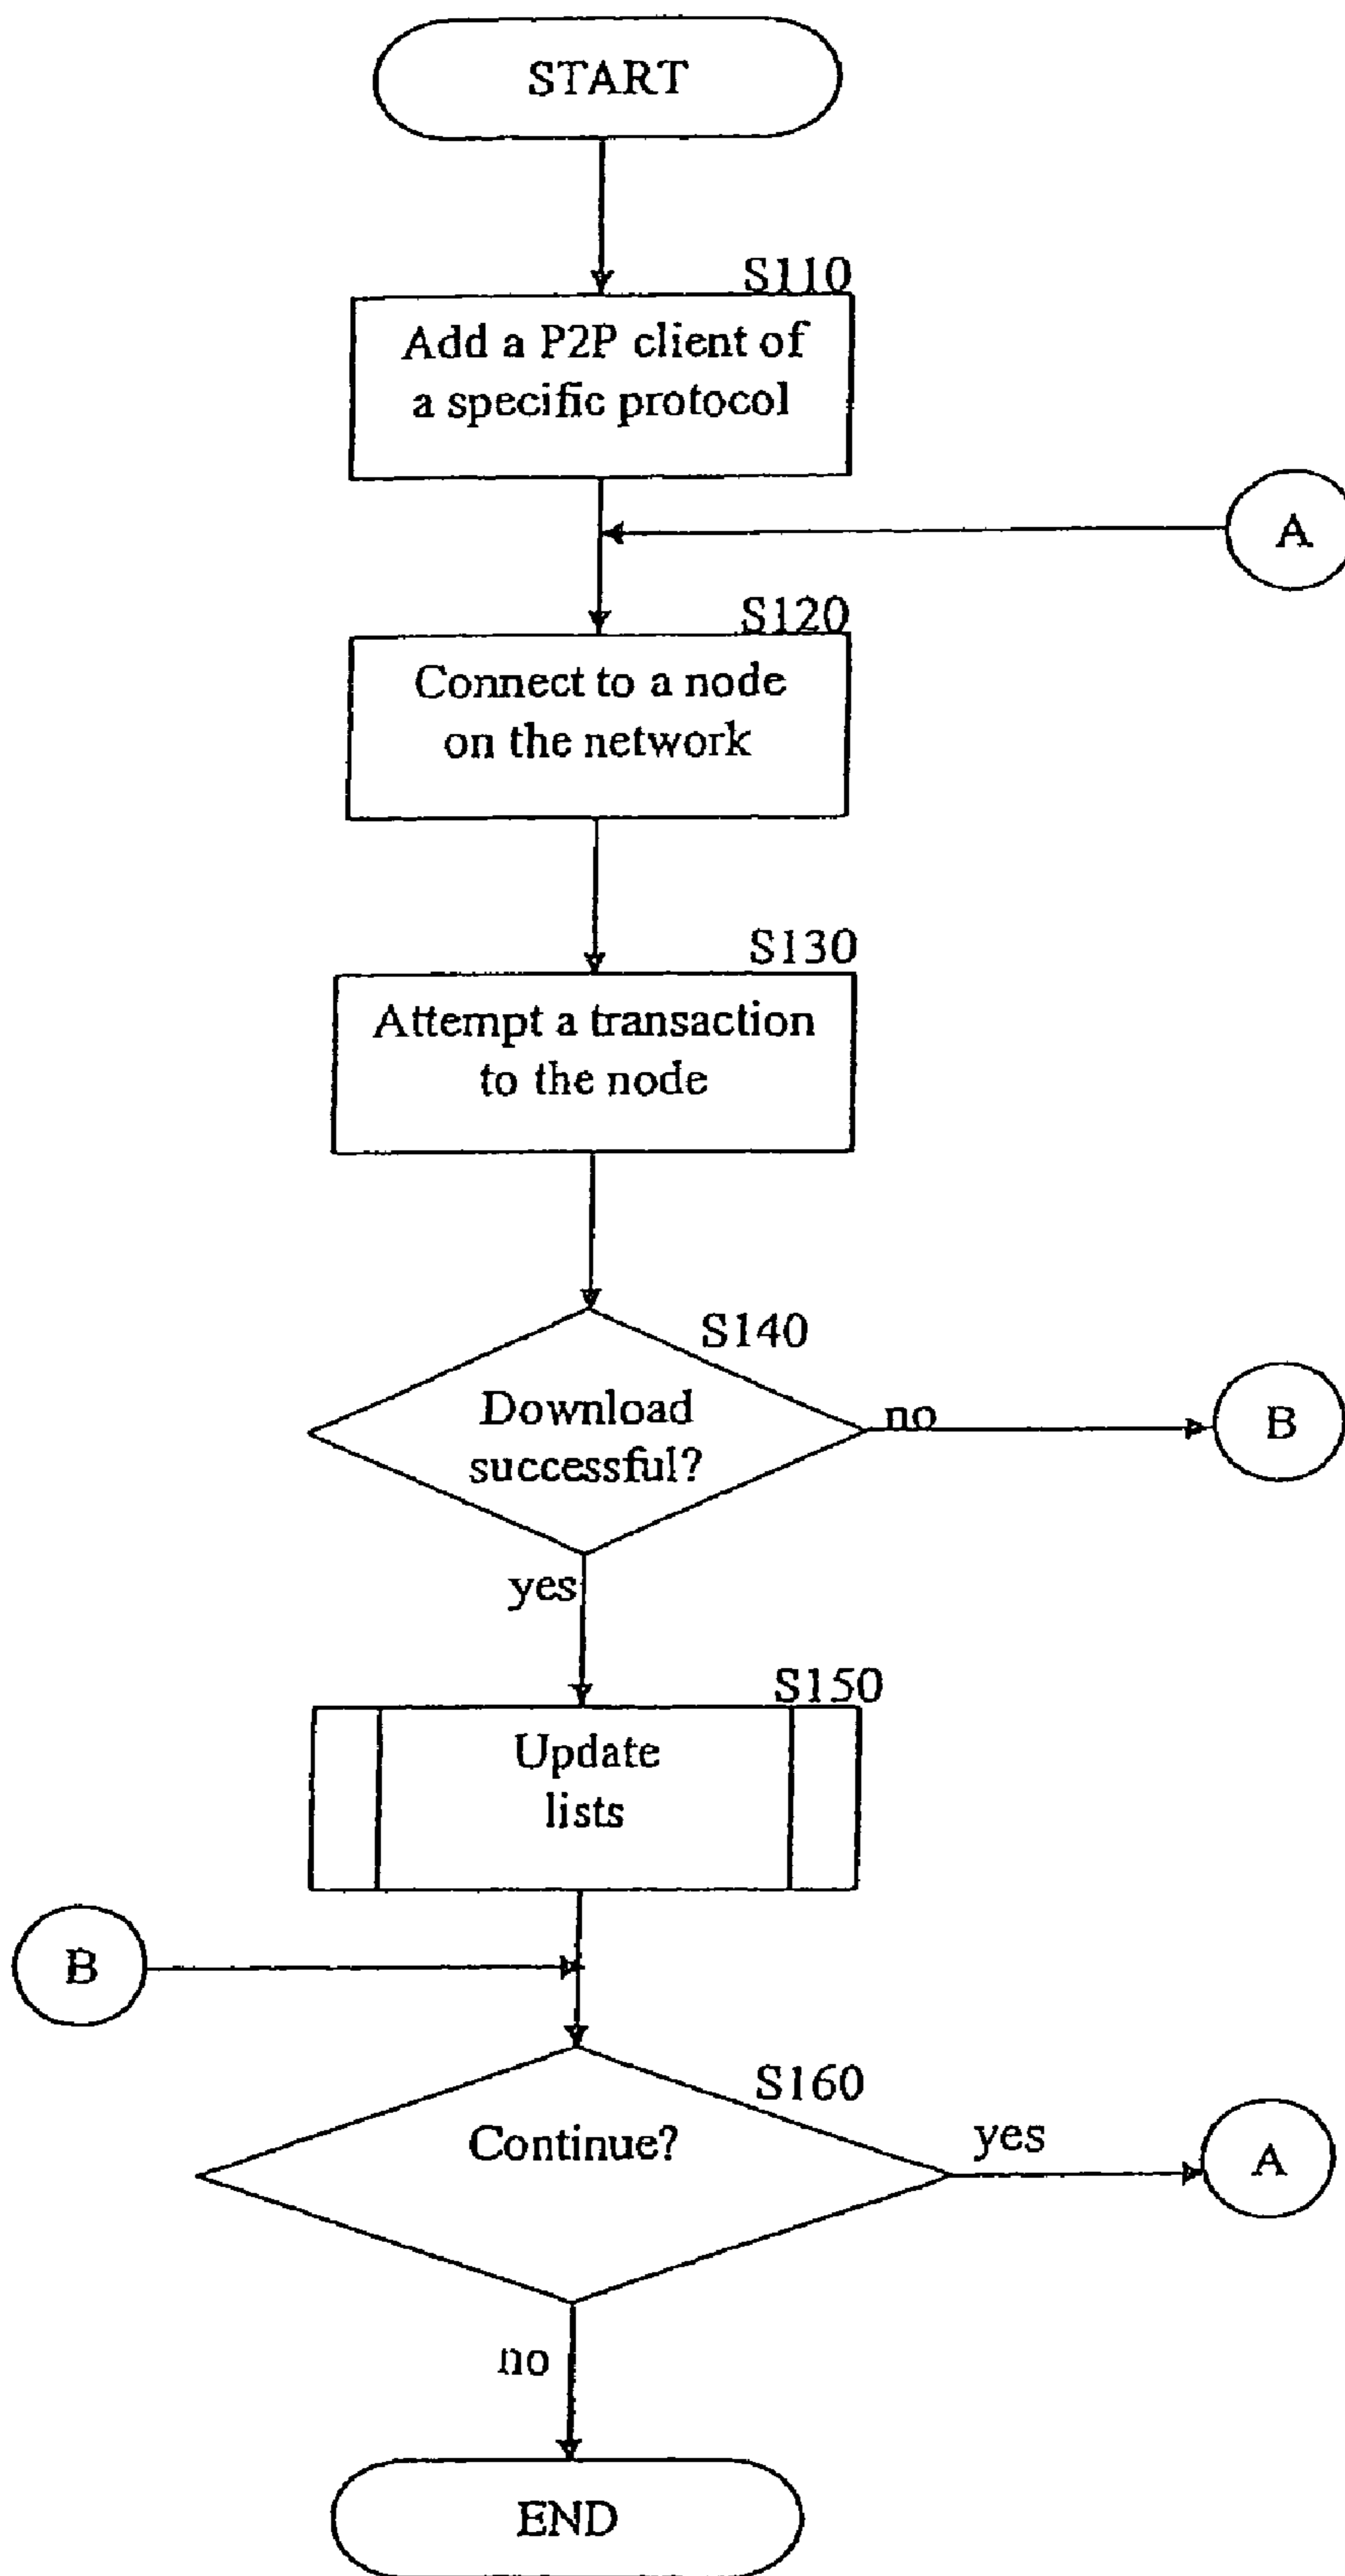 START
S110
Add a P2P client of
a specific protocol
A
S120
Connect to a node
on the network
S130
Attempt a transaction
to the node
S140
Download
successful?
no
B
yes
S150
Update
lists
B
S160
Continue?
yes
A
no
END